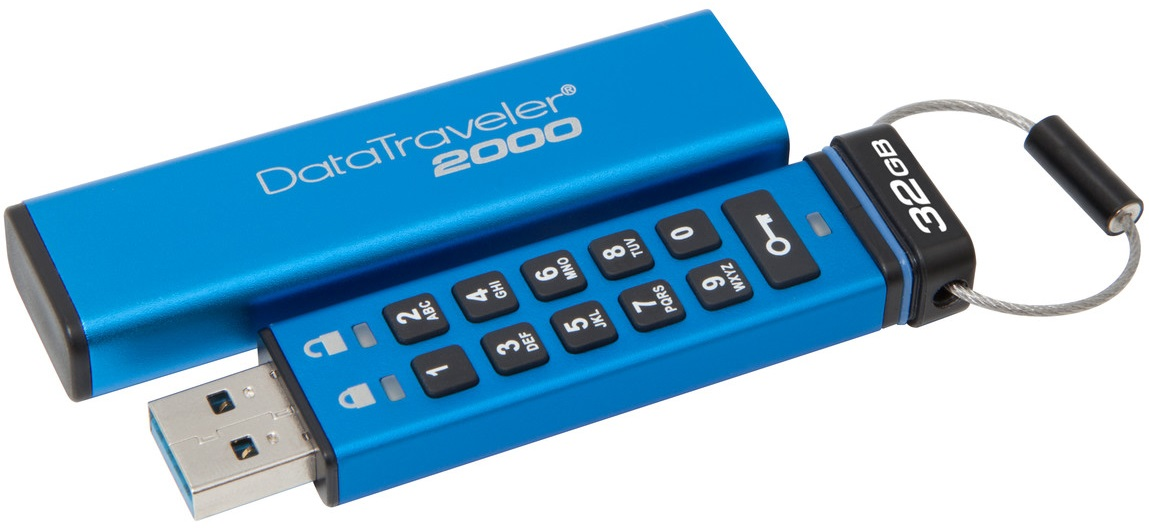 DataTraveler®
2000
32GB
1
2 ABC
3 DEF
4 GHI
5 JKL
6 MNO
7 PQRS
8 TUV
9 WXYZ
0